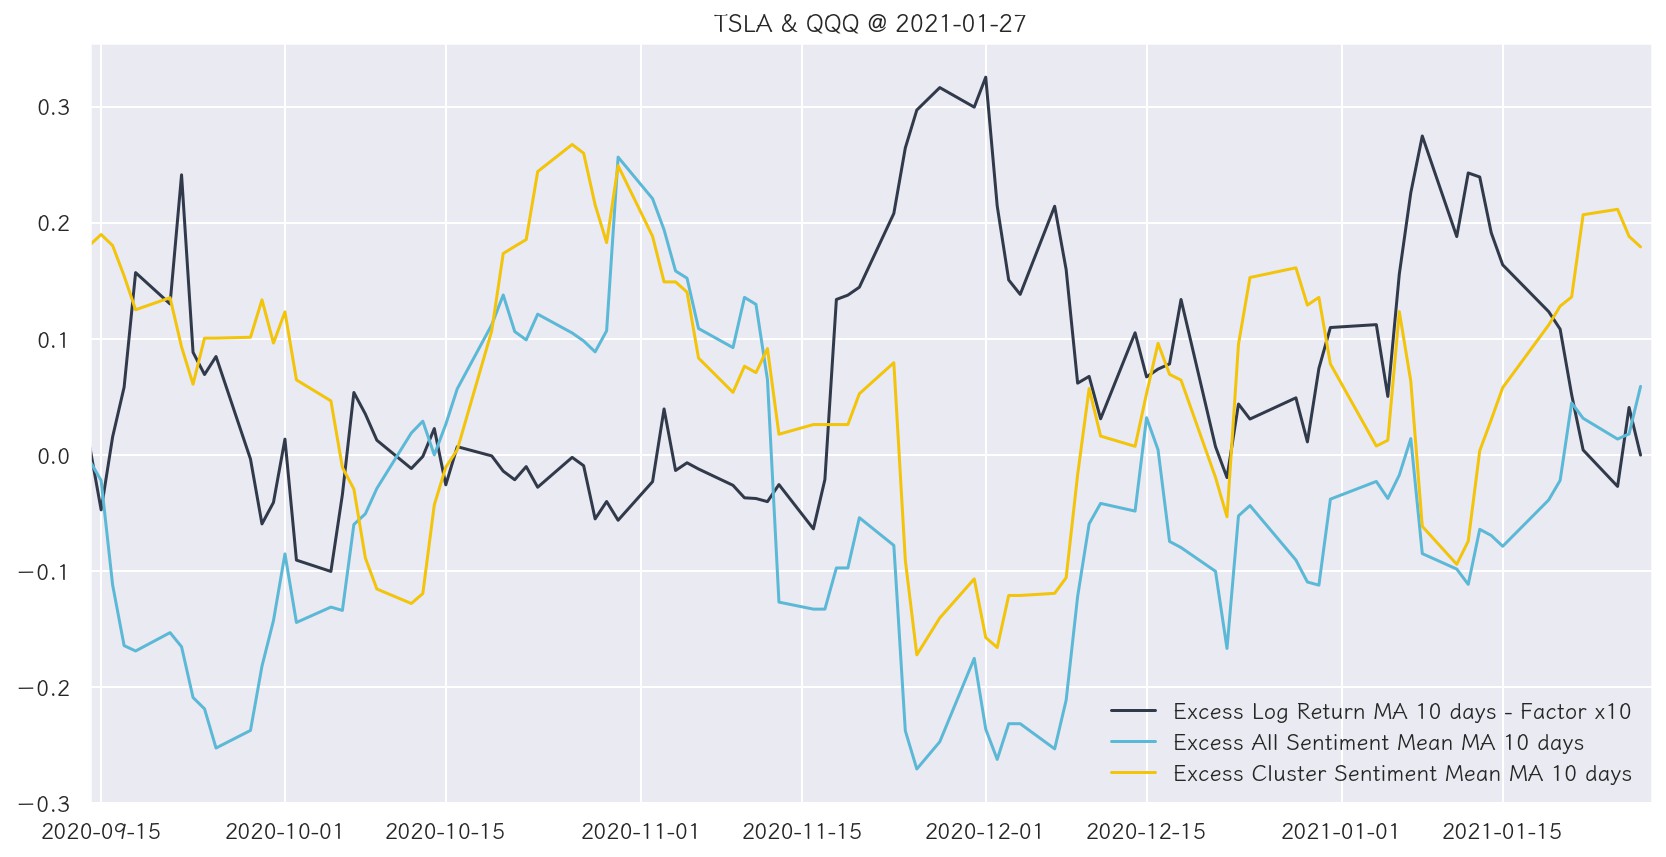 TSLA & QQQ @ 2021-01-27
0.3
0.2
0.1
0.0
−0.1
−0.2
−0.3
Excess Log Return MA 10 days - Factor x10
Excess All Sentiment Mean MA 10 days
Excess Cluster Sentiment Mean MA 10 days
2020-09-15 2020-10-01 2020-10-15 2020-11-01 2020-11-15 2020-12-01 2020-12-15 2021-01-01 2021-01-15